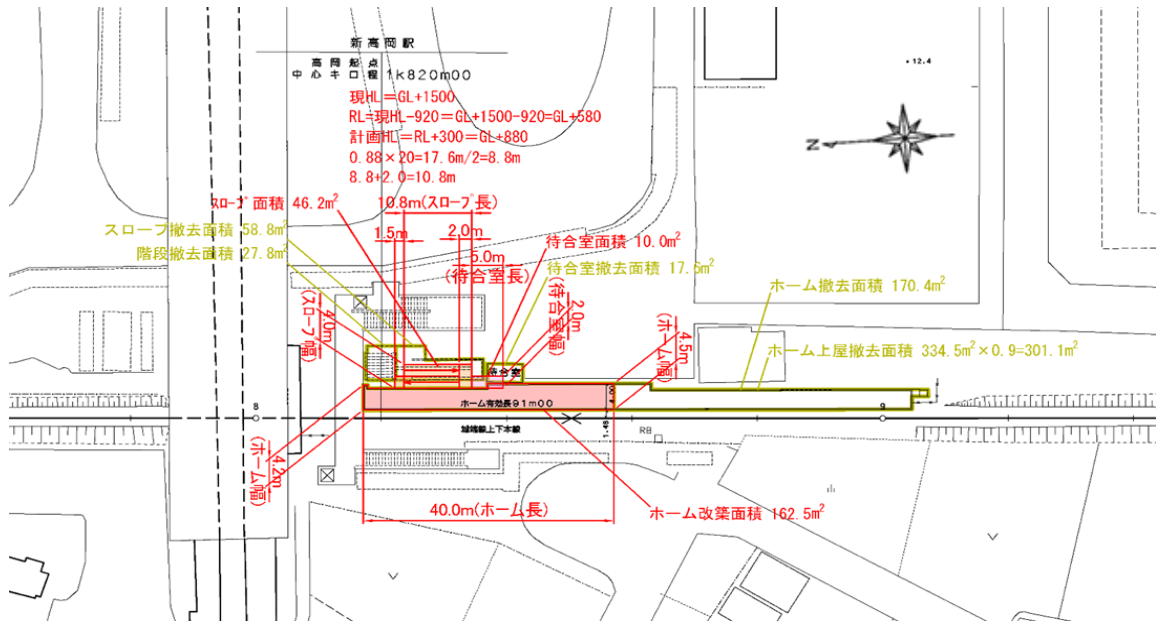 新高岡駅
高岡起点
中心キロ程 1k820m00
現HL=GL+1500
RL=現HL-920=GL+1500-920=GL+580
計画HL=RL+300=GL+880
0.88×20=17.6m/2=8.8m
8.8+2.0=10.8m
スロープ面積 46.2m²
10.8m(スロープ長)
スロープ撤去面積 58.8m²
階段撤去面積 27.8m²
1.5m
2.0m
5.0m
(待合室長)
待合室面積 10.0m²
待合室撤去面積 17.6m²
4.0m
(スロープ幅)
2.0m
(待合室幅)
4.5m
(ホーム幅)
ホーム撤去面積 170.4m²
ホーム上屋撤去面積 334.5m²×0.9=301.1m²
待合室
ホーム有効長91m00
城端線上下本線
4.2m
(ホーム幅)
40.0m(ホーム長)
ホーム改築面積 162.5m²
N
12.4
8
9
RB
4.00